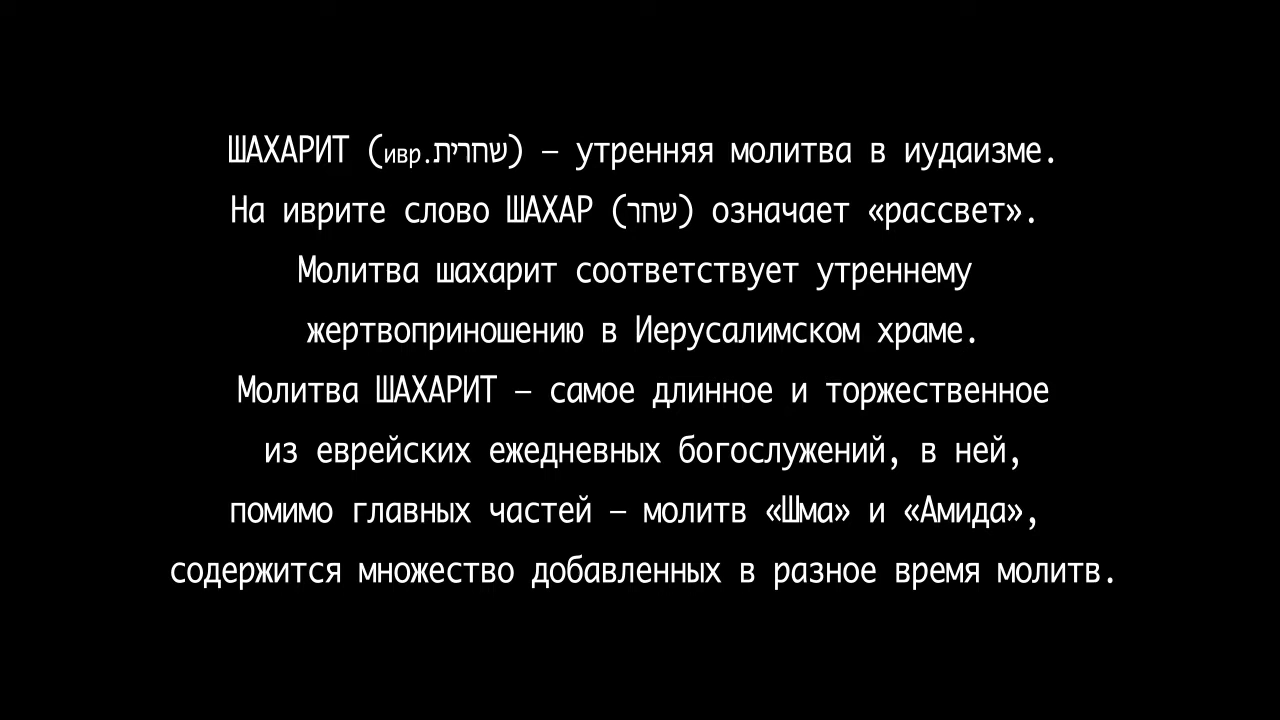 ШАХАРИТ (ивр.שחרית) – утренняя молитва в иудаизме.
На иврите слово ШАХАР (שחר) означает «рассвет».
Молитва шахарит соответствует утреннему
жертвоприношению в Иерусалимском храме.
Молитва ШАХАРИТ – самое длинное и торжественное
из еврейских ежедневных богослужений, в ней,
помимо главных частей – молитв «Шма» и «Амида»,
содержится множество добавленных в разное время молитв.